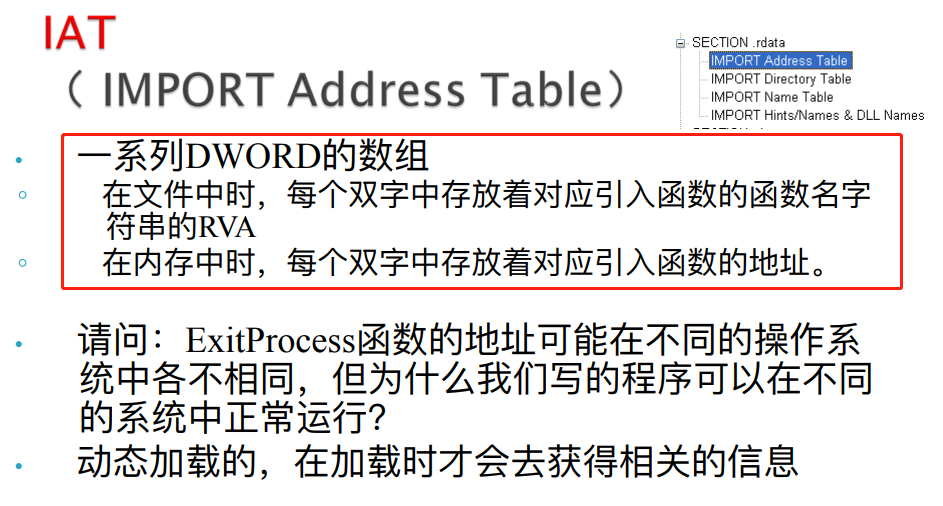 IAT
（ IMPORT Address Table）
SECTION .rdata
IMPORT Address Table
IMPORT Directory Table
IMPORT Name Table
IMPORT Hints/Names & DLL Names
一系列DWORD的数组
在文件中时，每个双字中存放着对应引入函数的函数名字
符串的RVA
在内存中时，每个双字中存放着对应引入函数的地址。
请问：ExitProcess函数的地址可能在不同的操作系
统中各不相同，但为什么我们写的程序可以在不同
的系统中正常运行？
动态加载的，在加载时才会去获得相关的信息